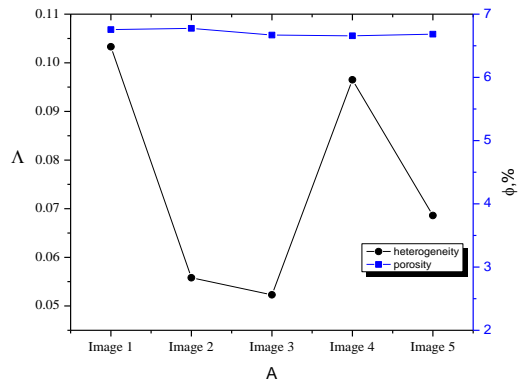 0.11
0.10
0.09
0.08
0.07
0.06
0.05
Λ
7
6
5
4
3
2
ϕ,%
heterogeneity
porosity
Image 1 Image 2 Image 3 Image 4 Image 5
A